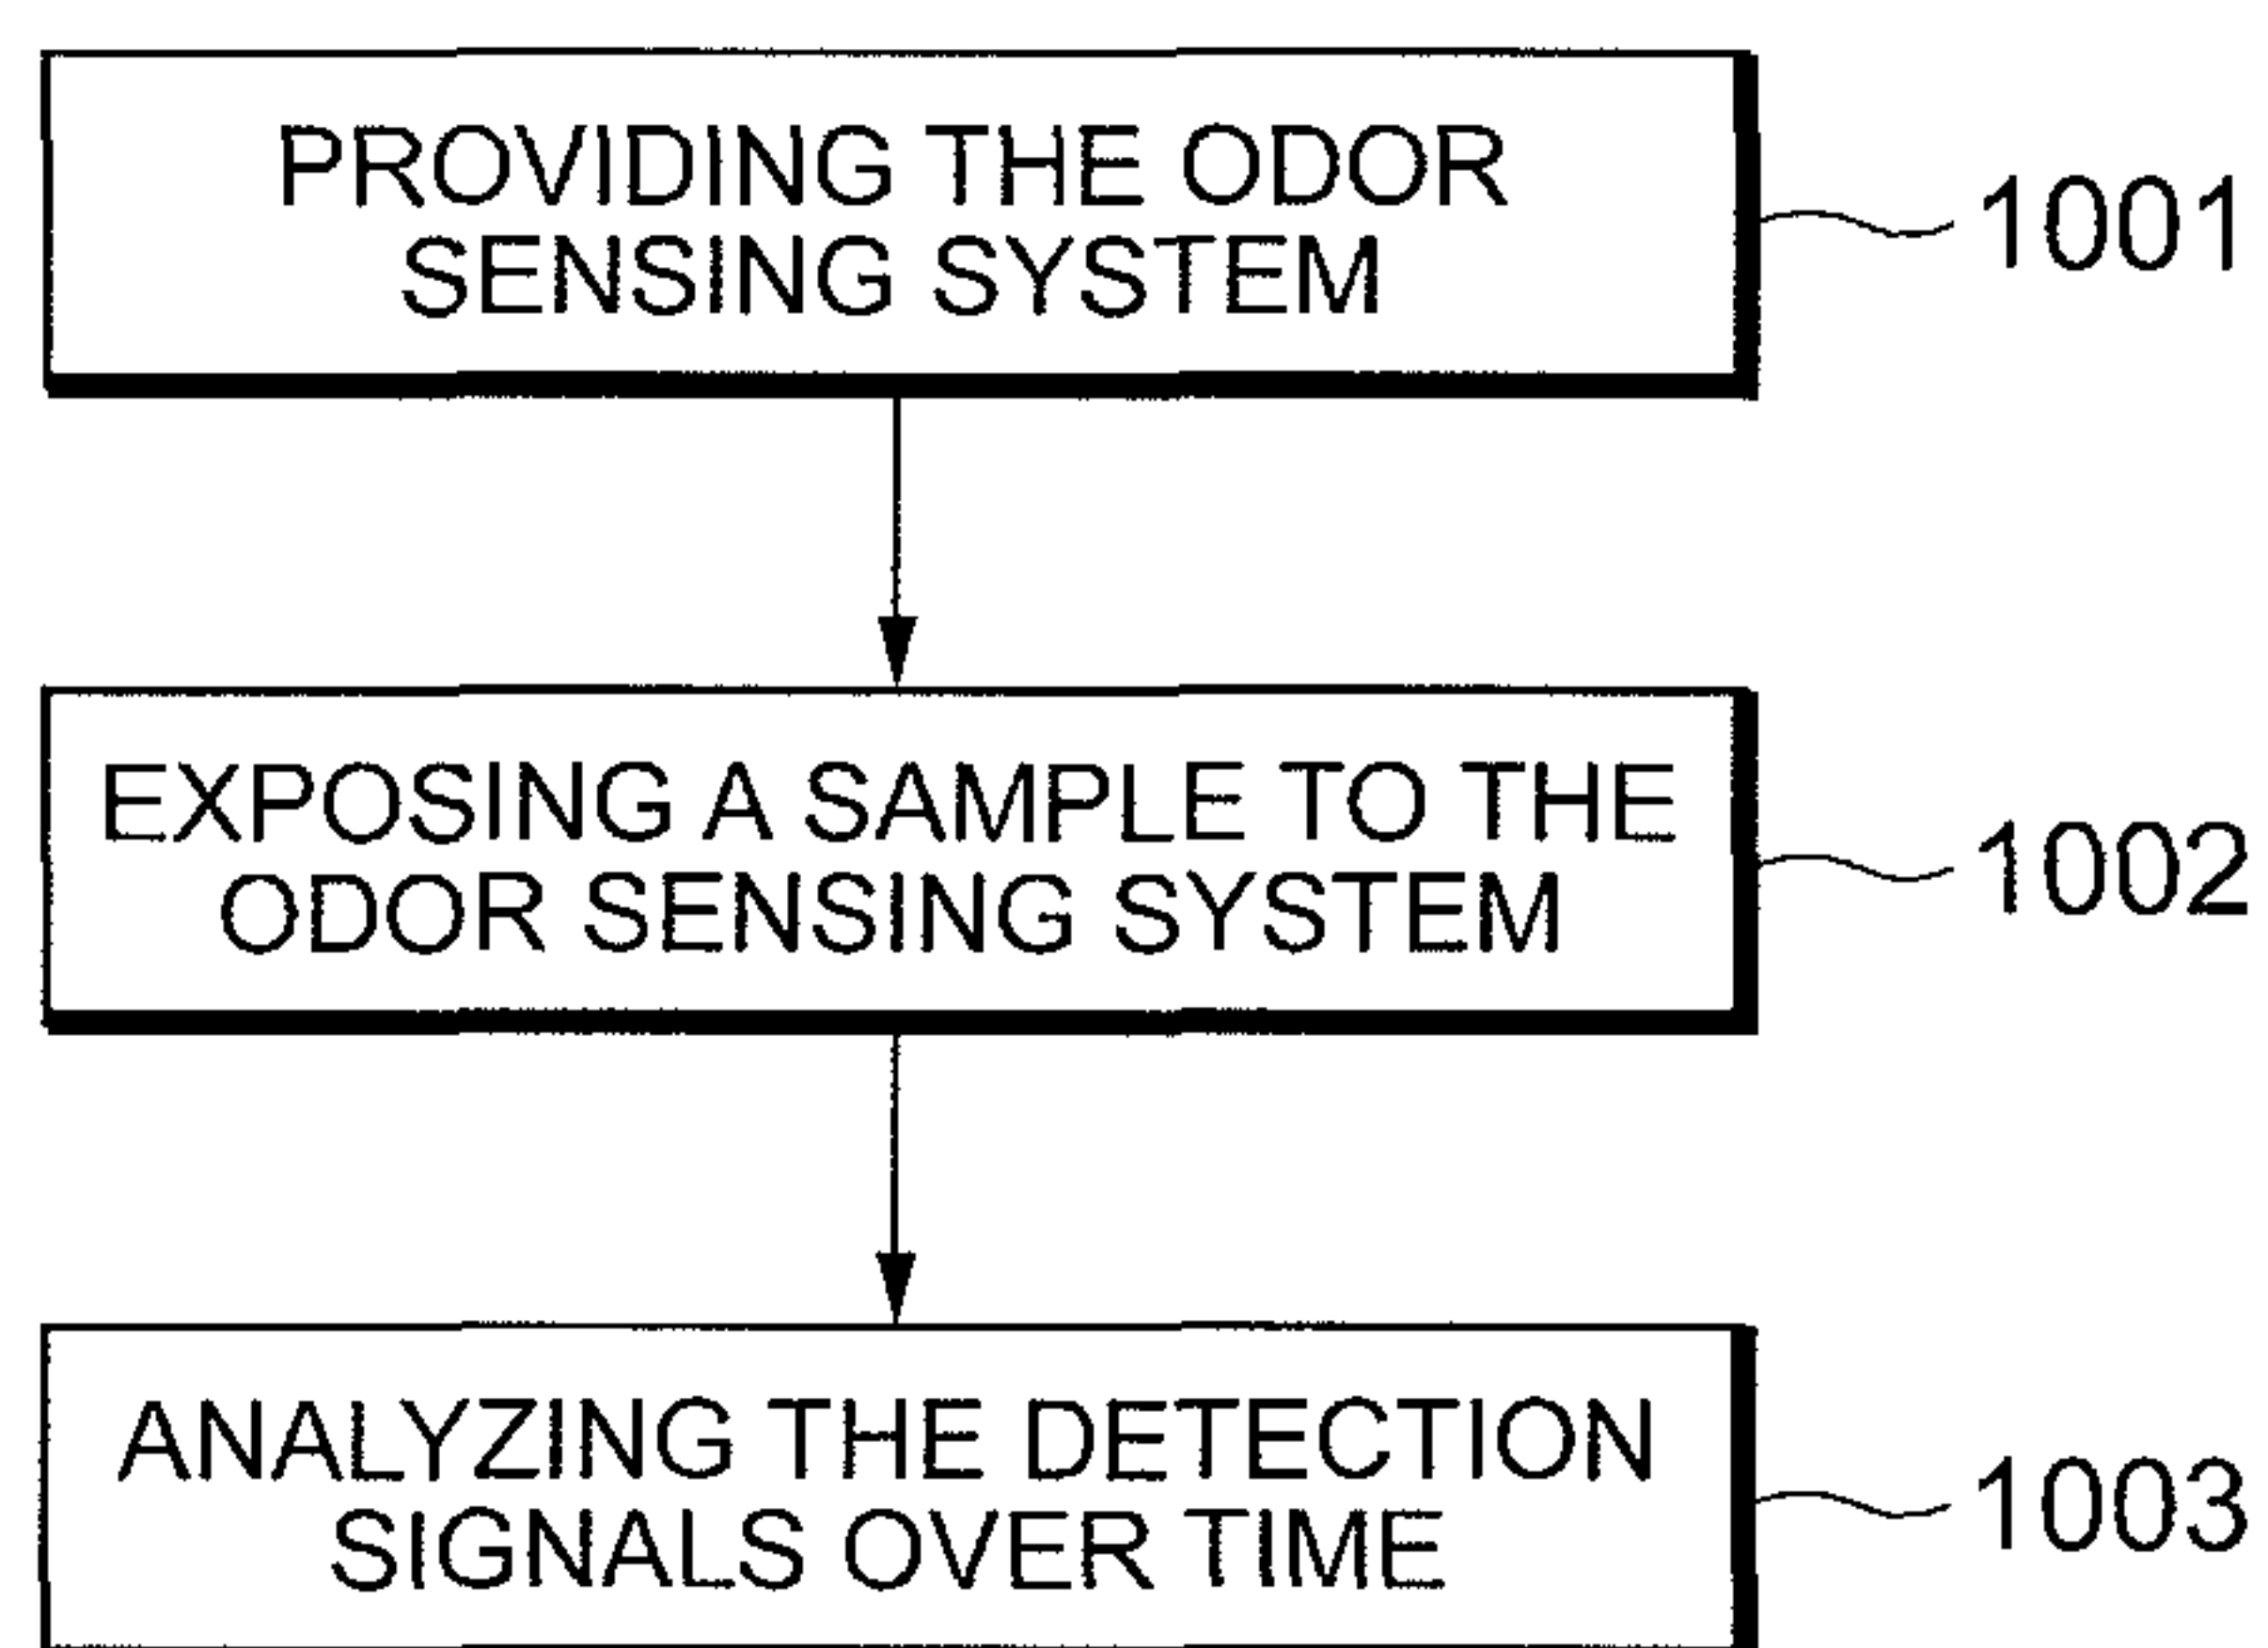 PROVIDING THE ODOR
SENSING SYSTEM
1001
EXPOSING A SAMPLE TO THE
ODOR SENSING SYSTEM
1002
ANALYZING THE DETECTION
SIGNALS OVER TIME
1003